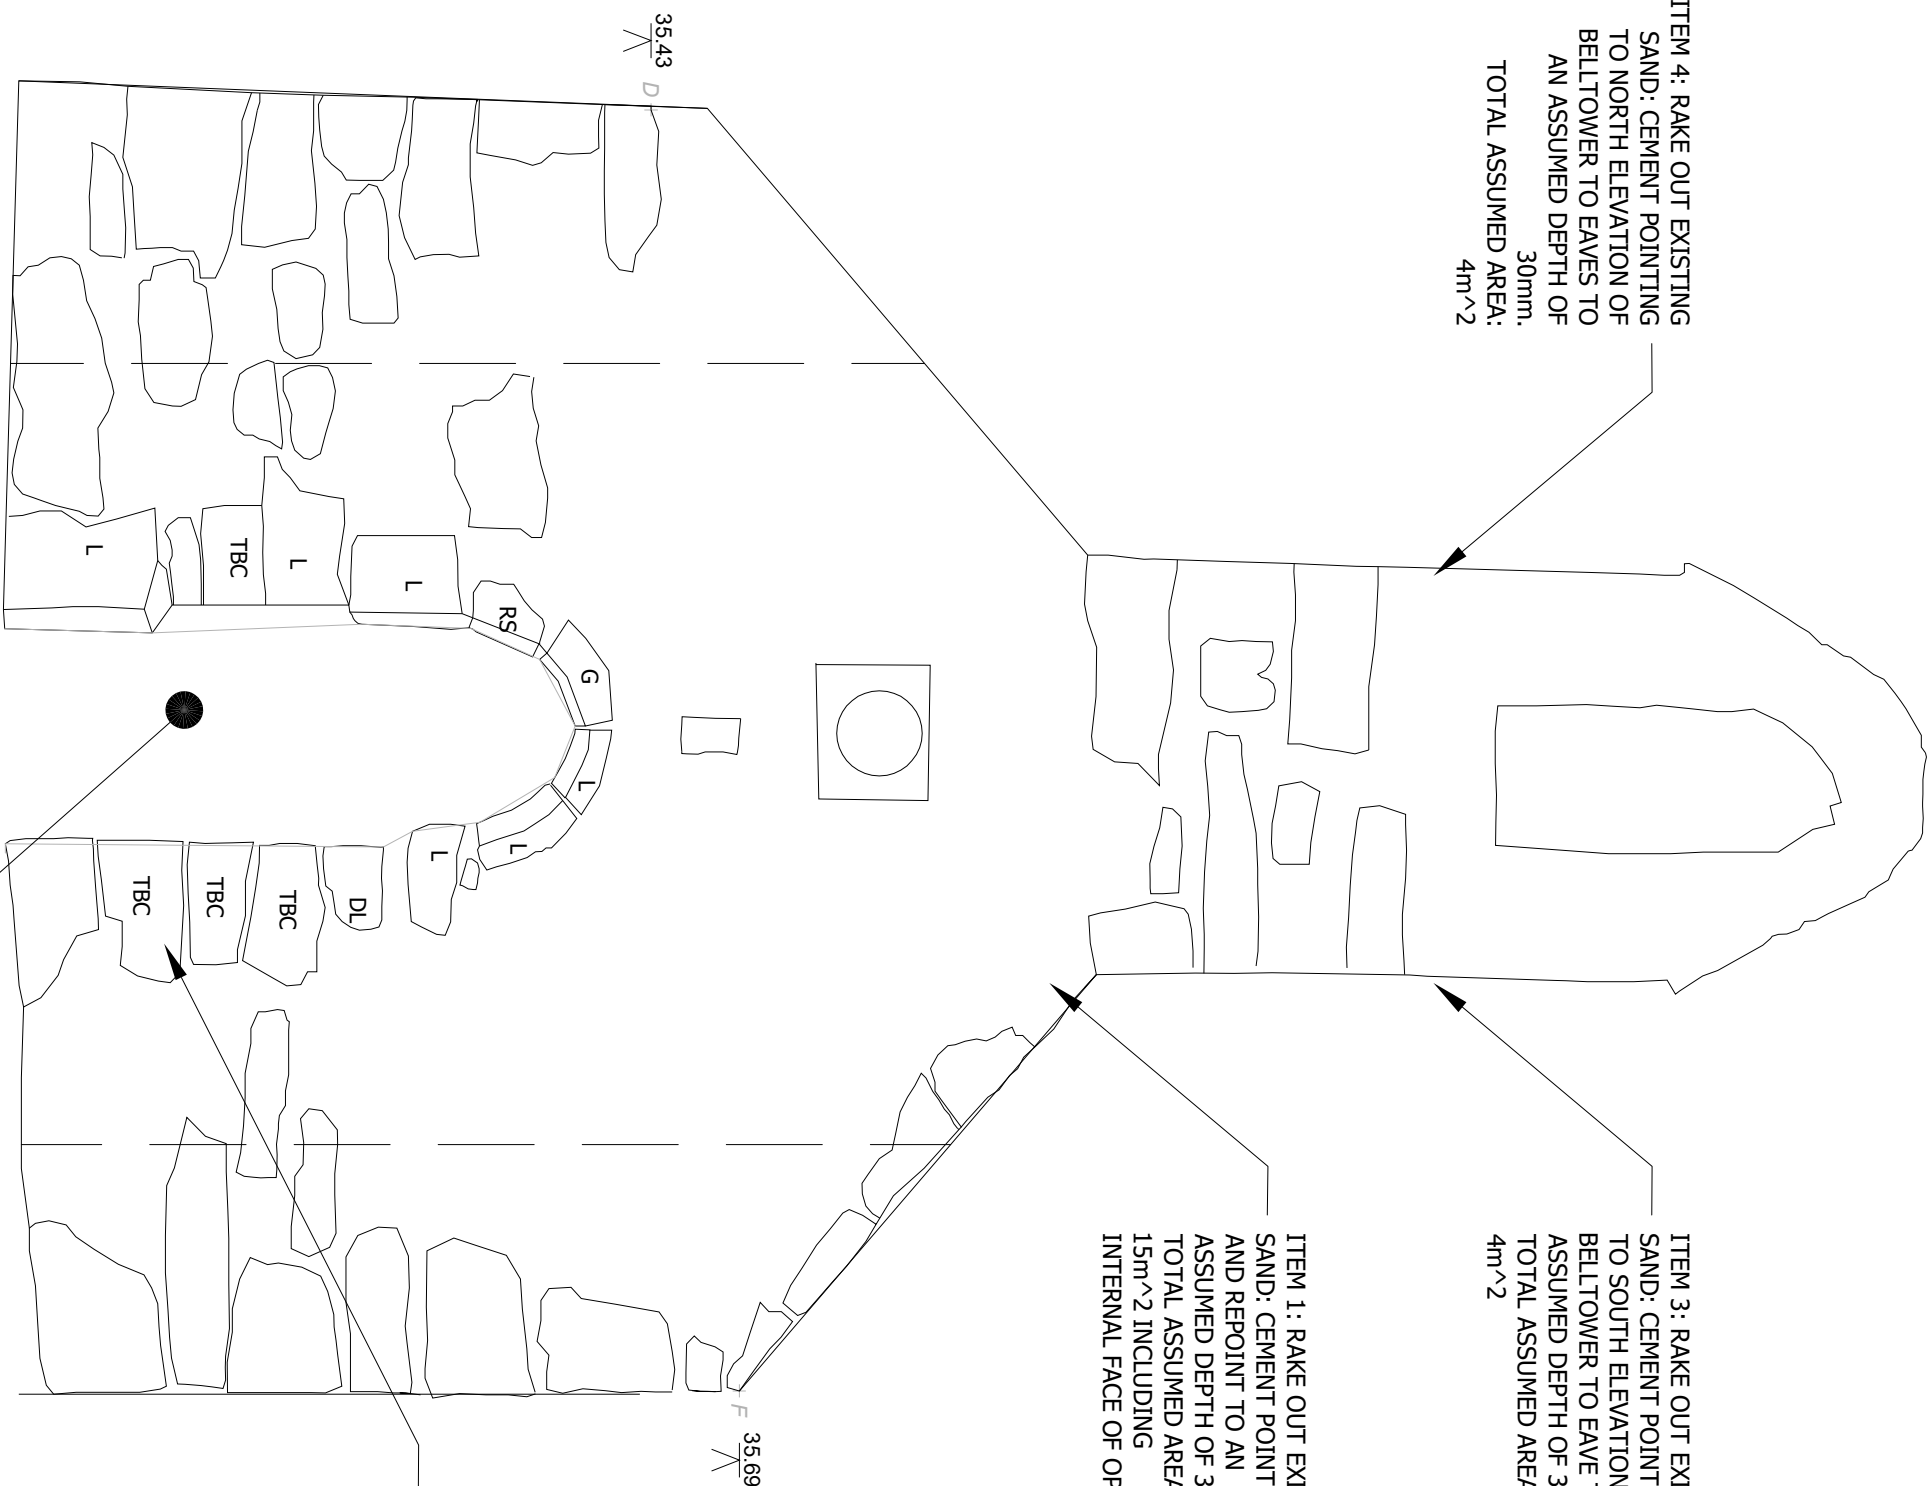 ITEM 4: RAKE OUT EXISTING
SAND: CEMENT POINTING
TO NORTH ELEVATION OF
BELLTOWER TO EAVES TO
AN ASSUMED DEPTH OF
30mm.
TOTAL ASSUMED AREA:
4m^2
35.43
D
ITEM 3: RAKE OUT EXI
SAND: CEMENT POINT
TO SOUTH ELEVATION
BELLTOWER TO EAVE
ASSUMED DEPTH OF 3
TOTAL ASSUMED AREA
4m^2
ITEM 1: RAKE OUT EXI
SAND: CEMENT POINT
AND REPOINT TO AN
ASSUMED DEPTH OF 3
TOTAL ASSUMED AREA
15m^2 INCLUDING
INTERNAL FACE OF OP
F
35.69
G
L
RS
L
L
L
L
TBC
L
DL
TBC
TBC
TBC